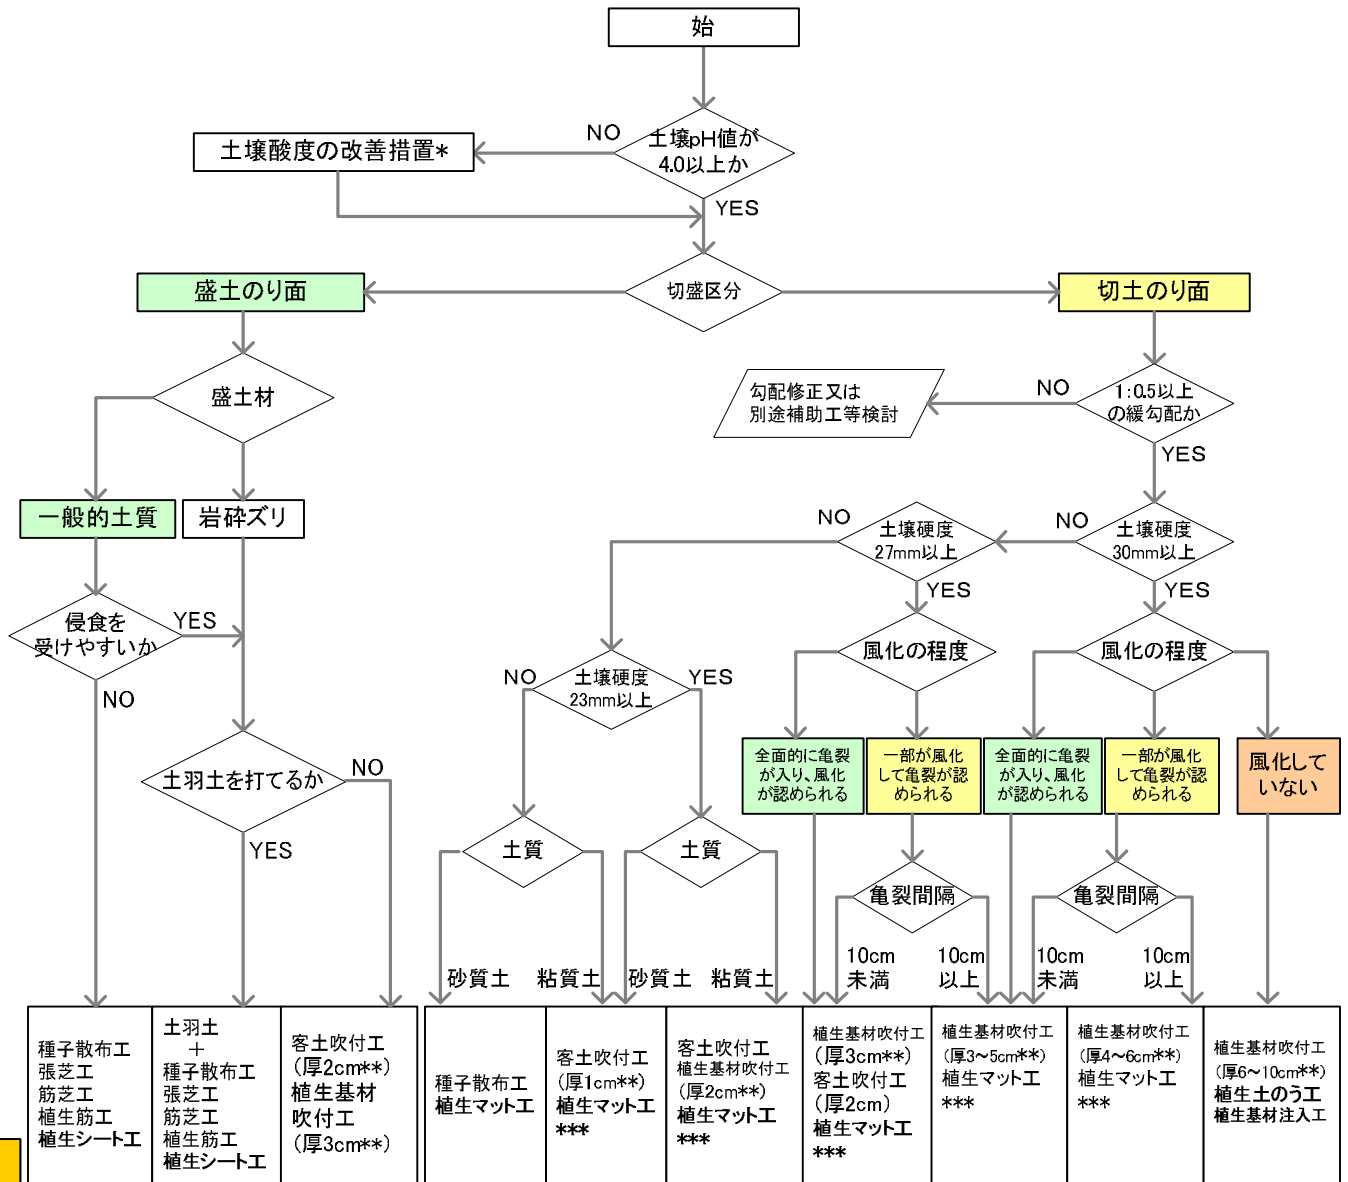 始
土壌pH値が
4.0以上か
NO
土壌酸度の改善措置*
YES
切盛区分
盛土のり面
切土のり面
盛土材
1:0.5以上
の緩勾配か
NO
勾配修正又は
別途補助工等検討
YES
一般的土質
岩砕ズリ
土壌硬度
30mm以上
NO
土壌硬度
27mm以上
NO
YES
YES
侵食を
受けやすいか
YES
NO
風化の程度
風化の程度
土壌硬度
23mm以上
NO
YES
土羽土を打てるか
NO
YES
全面的に亀裂
が入り、風化
が認められる
一部が風化
して亀裂が認
められる
全面的に亀裂
が入り、風化
が認められる
一部が風化
して亀裂が認
められる
風化して
いない
土質
土質
亀裂間隔
亀裂間隔
砂質土
粘質土
砂質土
粘質土
10cm
未満
10cm
以上
10cm
未満
10cm
以上
種子散布工
張芝工
筋芝工
植生筋工
植生シート工
土羽土
+
種子散布工
張芝工
筋芝工
植生筋工
植生シート工
客土吹付工
(厚2cm**)
植生基材
吹付工
(厚3cm**)
種子散布工
植生マット工
客土吹付工
(厚1cm**)
植生マット工
***
客土吹付工
植生基材吹付工
(厚2cm**)
植生マット工
***
植生基材吹付工
(厚3cm**)
客土吹付工
(厚2cm)
植生マット工
***
植生基材吹付工
(厚3~5cm**)
植生マット工
***
植生基材吹付工
(厚4~6cm**)
植生マット工
***
植生基材吹付工
(厚6~10cm**)
植生土のう工
植生基材注入工